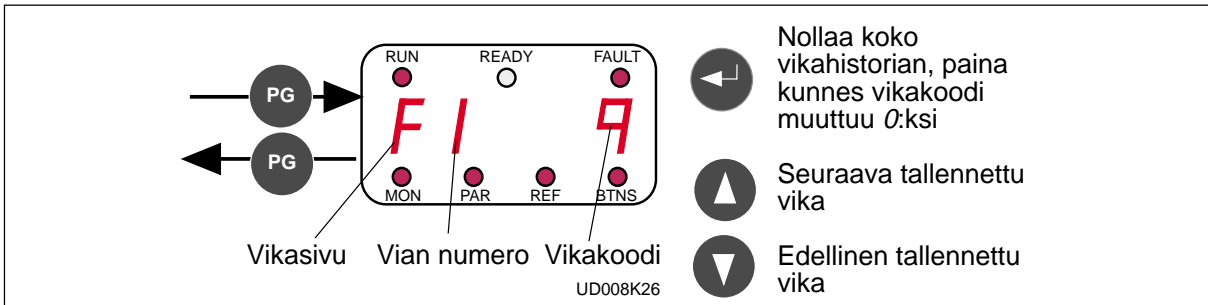 RUN READY FAULT
PG
PG
F 1 9
MON PAR REF BTNS
Vikasivu Vian numero Vikakoodi
UD008K26
Nollaa koko
vikahistorian, paina
kunnes vikakoodi
muuttuu 0:ksi
Seuraava tallennettu
vika
Edellinen tallennettu
vika